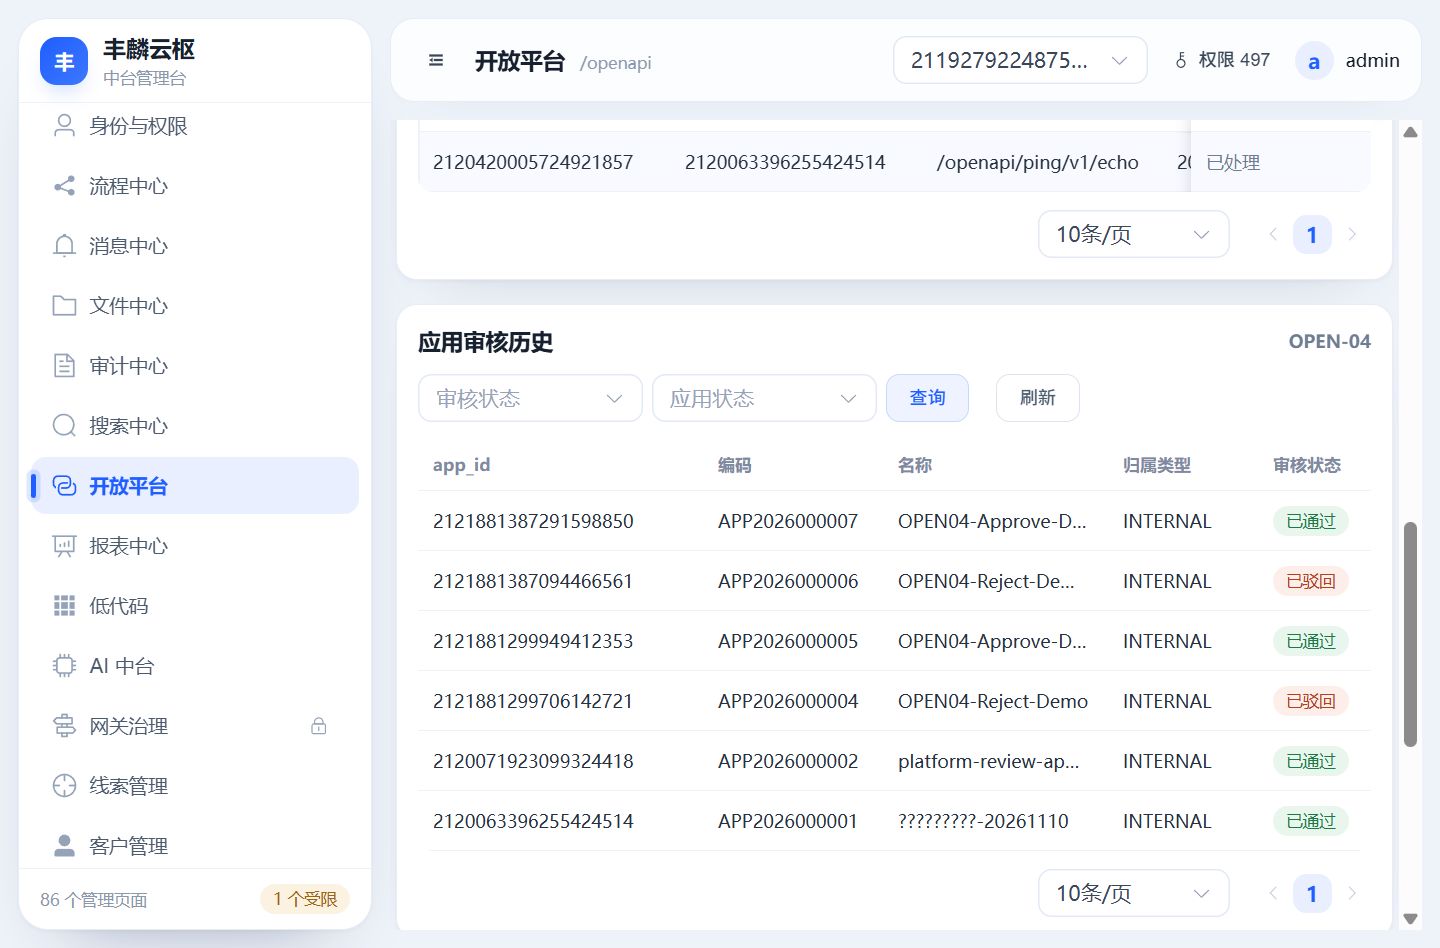 丰 丰麟云枢
中台管理台
身份与权限
流程中心
消息中心
文件中心
审计中心
搜索中心
开放平台
报表中心
低代码
AI 中台
网关治理
线索管理
客户管理
86 个管理页面 1 个受限
开放平台 /openapi 2119279224875... 权限 497 a admin
2120420005724921857 2120063396255424514 /openapi/ping/v1/echo 20 已处理
10条/页 1
应用审核历史 OPEN-04
审核状态 应用状态 查询 刷新
app_id 编码 名称 归属类型 审核状态
2121881387291598850 APP2026000007 OPEN04-Approve-D... INTERNAL 已通过
2121881387094466561 APP2026000006 OPEN04-Reject-De... INTERNAL 已驳回
2121881299949412353 APP2026000005 OPEN04-Approve-D... INTERNAL 已通过
2121881299706142721 APP2026000004 OPEN04-Reject-Demo INTERNAL 已驳回
2120071923099324418 APP2026000002 platform-review-ap... INTERNAL 已通过
2120063396255424514 APP2026000001 ?????????-20261110 INTERNAL 已通过
10条/页 1